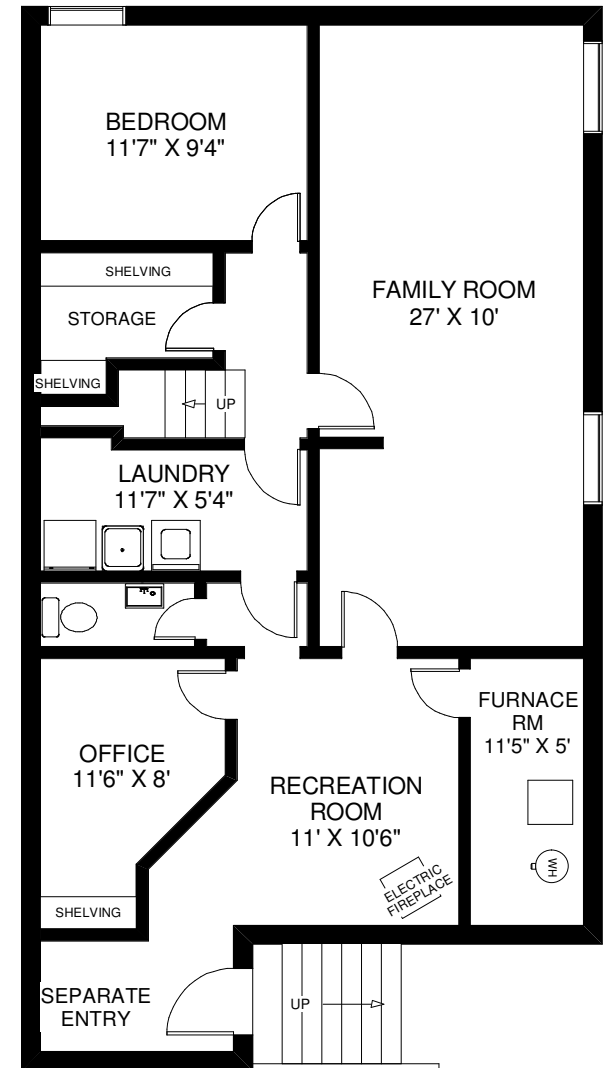 BEDROOM
11'7" X 9'4"
SHELVING
STORAGE
SHELVING
UP
FAMILY ROOM
27' X 10'
LAUNDRY
11'7" X 5'4"
OFFICE
11'6" X 8'
SHELVING
RECREATION
ROOM
11' X 10'6"
ELECTRIC
FIREPLACE
FURNACE
RM
11'5" X 5'
WH
SEPARATE
ENTRY
UP